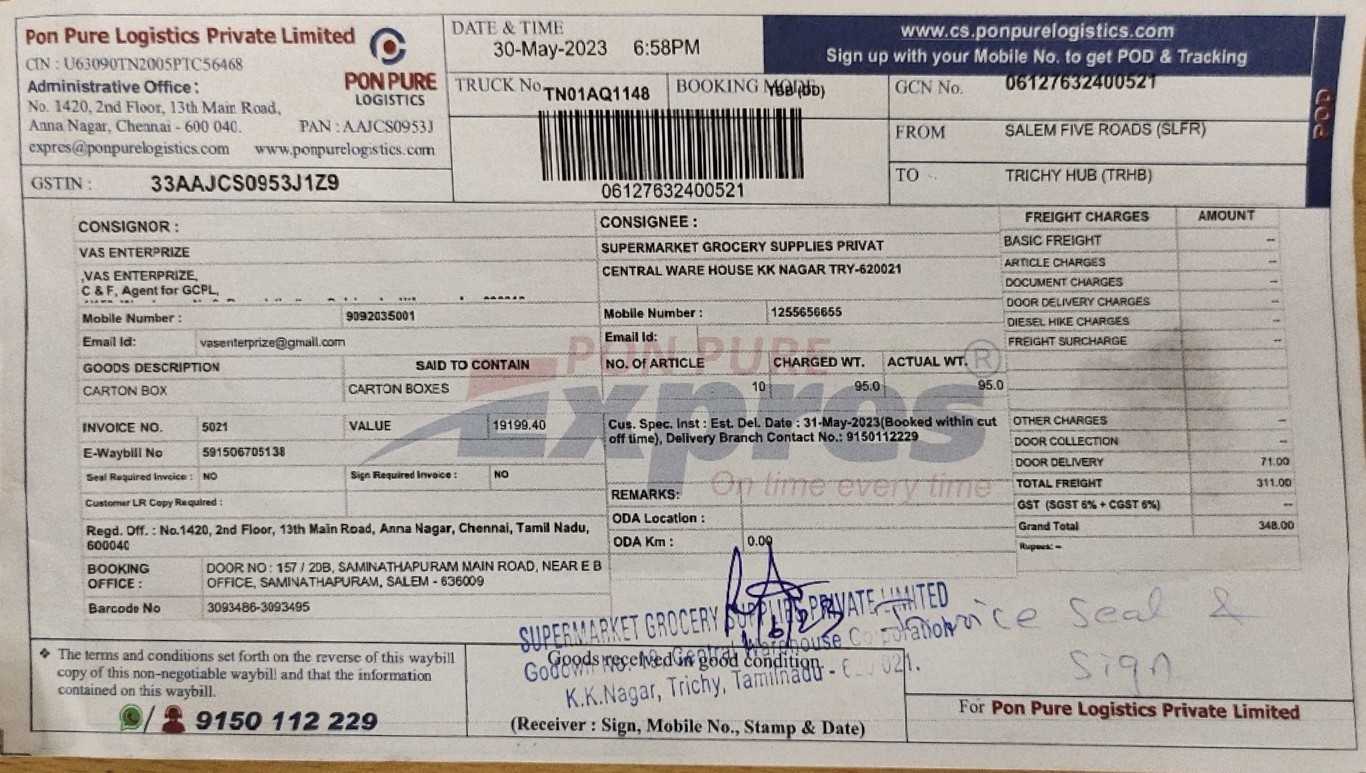 Pon Pure Logistics Private Limited
CIN : U63090TN2005PTC56468
Administrative Office :
No. 1420, 2nd Floor, 13th Main Road,
Anna Nagar, Chennai - 600 040.
PAN : AAJCS0953J
expres@ponpurelogistics.com www.ponpurelogistics.com
PON PURE
LOGISTICS
GSTIN : 33AAJCS0953J1Z9
DATE & TIME
30-May-2023 6:58PM
TRUCK No. TN01AQ1148
BOOKING MODE
06127632400521
www.cs.ponpurelogistics.com
Sign up with your Mobile No. to get POD & Tracking
GCN No. 06127632400521
FROM SALEM FIVE ROADS (SLFR)
TO TRICHY HUB (TRHB)
POD
CONSIGNOR :
VAS ENTERPRIZE
,VAS ENTERPRIZE,
C & F, Agent for GCPL,
Mobile Number : 9092035001
Email Id: vasenterprize@gmail.com
CONSIGNEE :
SUPERMARKET GROCERY SUPPLIES PRIVAT
CENTRAL WARE HOUSE KK NAGAR TRY-620021
Mobile Number : 1255656655
Email Id:
GOODS DESCRIPTION SAID TO CONTAIN NO. Of ARTICLE CHARGED WT. ACTUAL WT.
CARTON BOX CARTON BOXES 10 95.0 95.0
PON PURE
Expres ®
On time every time
INVOICE NO. 5021 VALUE 19199.40
E-Waybill No 591506705138
Seal Required Invoice : NO Sign Required Invoice : NO
Customer LR Copy Required :
Cus. Spec. Inst : Est. Del. Date : 31-May-2023(Booked within cut
off time), Delivery Branch Contact No.: 9150112229
REMARKS:
ODA Location :
ODA Km : 0.00
Regd. Off. : No.1420, 2nd Floor, 13th Main Road, Anna Nagar, Chennai, Tamil Nadu,
600040
BOOKING OFFICE : DOOR NO : 157 / 20B, SAMINATHAPURAM MAIN ROAD, NEAR E B
OFFICE, SAMINATHAPURAM, SALEM - 636009
Barcode No 3093486-3093495
FREIGHT CHARGES AMOUNT
BASIC FREIGHT --
ARTICLE CHARGES --
DOCUMENT CHARGES --
DOOR DELIVERY CHARGES --
DIESEL HIKE CHARGES --
FREIGHT SURCHARGE --
OTHER CHARGES --
DOOR COLLECTION --
DOOR DELIVERY 71.00
TOTAL FREIGHT 311.00
GST (SGST 6% + CGST 6%) --
Grand Total 348.00
Rupees: --
❖ The terms and conditions set forth on the reverse of this waybill
copy of this non-negotiable waybill and that the information
contained on this waybill.
/ 9150 112 229
SUPERMARKET GROCERY SUPPLIES PRIVATE LIMITED
Central Warehouse Corporation
K.K.Nagar, Trichy, Tamilnadu
Goods received in good condition.
(Receiver : Sign, Mobile No., Stamp & Date)
Seal &
Sign
For Pon Pure Logistics Private Limited